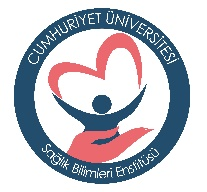 CUMHURİYET ÜNİVERSİTESİ
Sağlık Bilimleri Enstitüsü